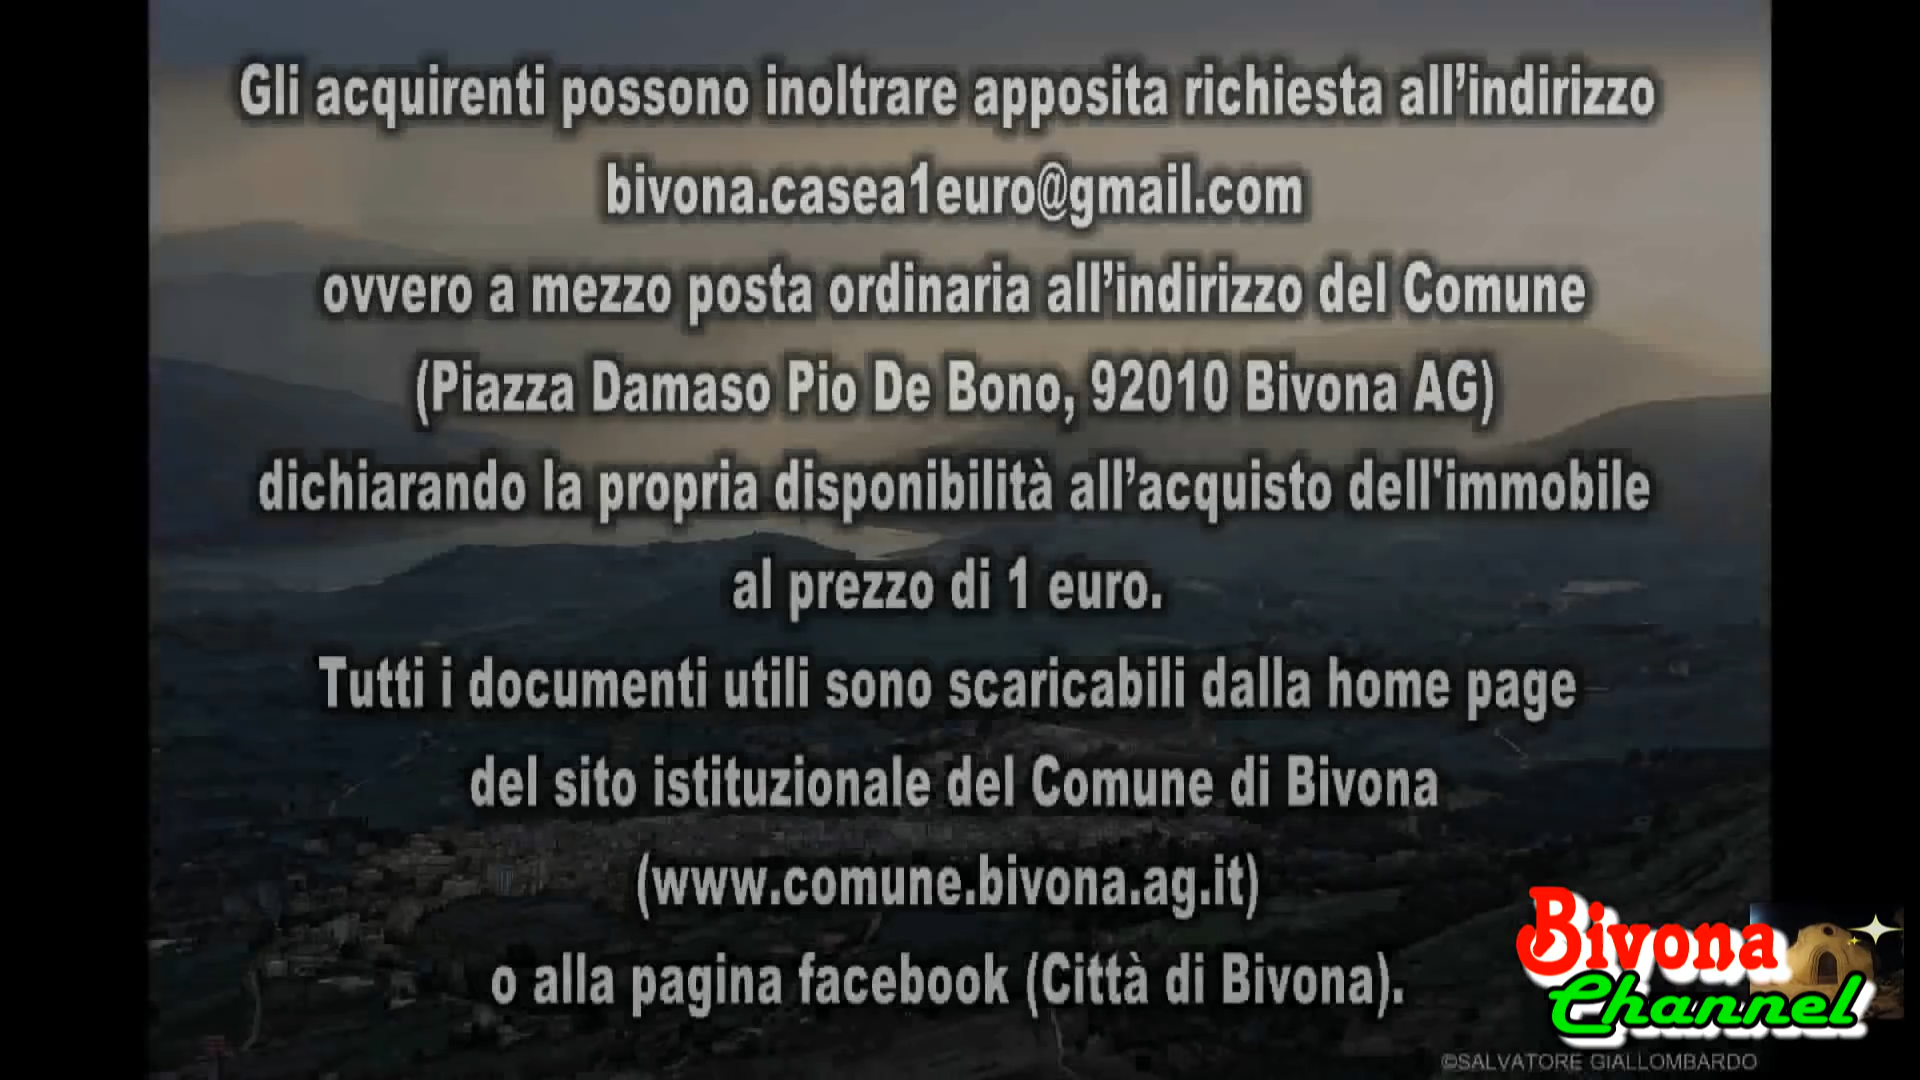 Gli acquirenti possono inoltrare apposita richiesta all’indirizzo
bivona.casea1euro@gmail.com
ovvero a mezzo posta ordinaria all’indirizzo del Comune
(Piazza Damaso Pio De Bono, 92010 Bivona AG)
dichiarando la propria disponibilità all’acquisto dell'immobile
al prezzo di 1 euro.
Tutti i documenti utili sono scaricabili dalla home page
del sito istituzionale del Comune di Bivona
(www.comune.bivona.ag.it)
o alla pagina facebook (Città di Bivona).
Bivona
Channel
©SALVATORE GIALLOMBARDO